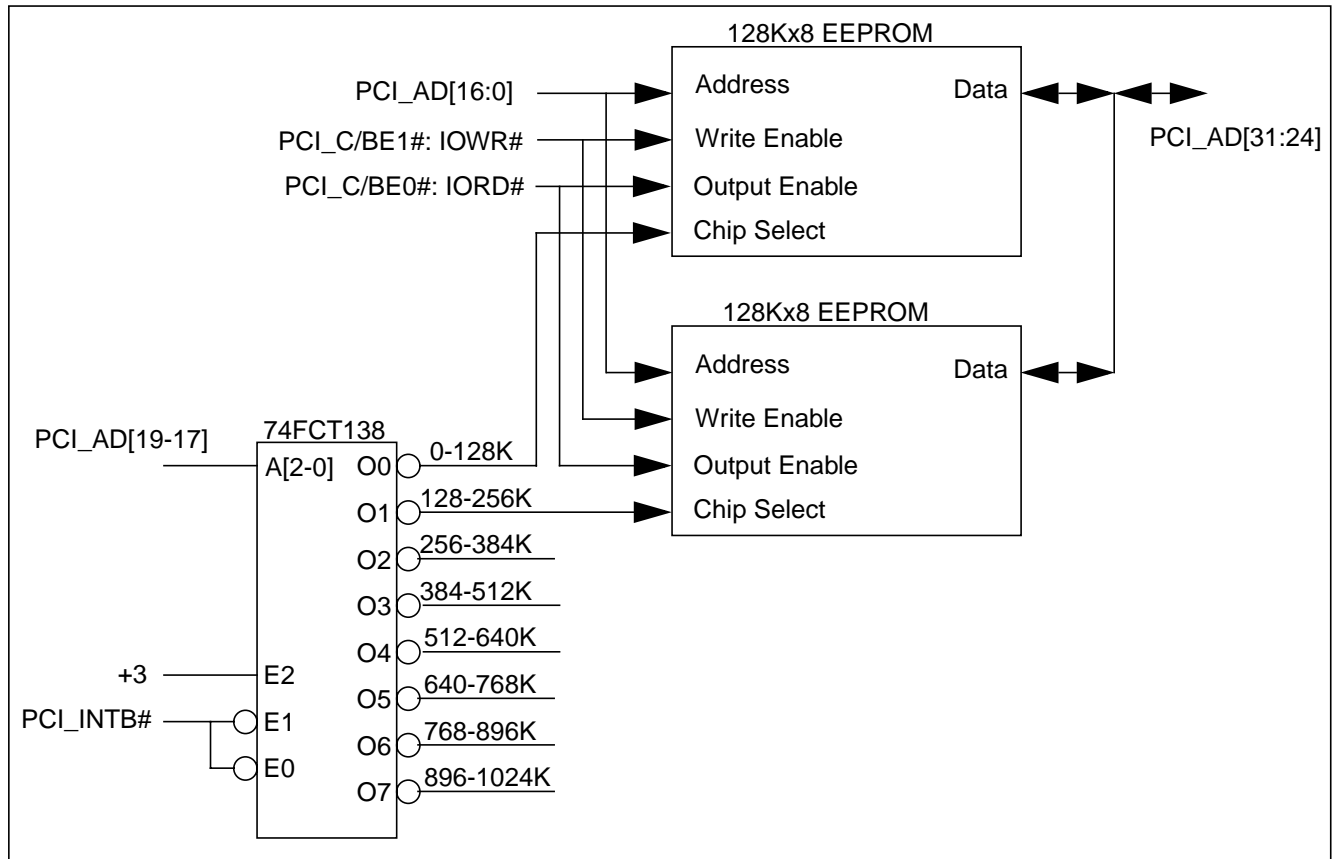 128Kx8 EEPROM
PCI_AD[16:0]
Address
Data
PCI_AD[31:24]
PCI_C/BE1#: IOWR#
Write Enable
PCI_C/BE0#: IORD#
Output Enable
Chip Select
128Kx8 EEPROM
Address
Data
Write Enable
Output Enable
Chip Select
74FCT138
PCI_AD[19-17]
A[2-0]
O0
0-128K
O1
128-256K
O2
256-384K
O3
384-512K
O4
512-640K
+3
E2
O5
640-768K
PCI_INTB#
E1
O6
768-896K
E0
O7
896-1024K